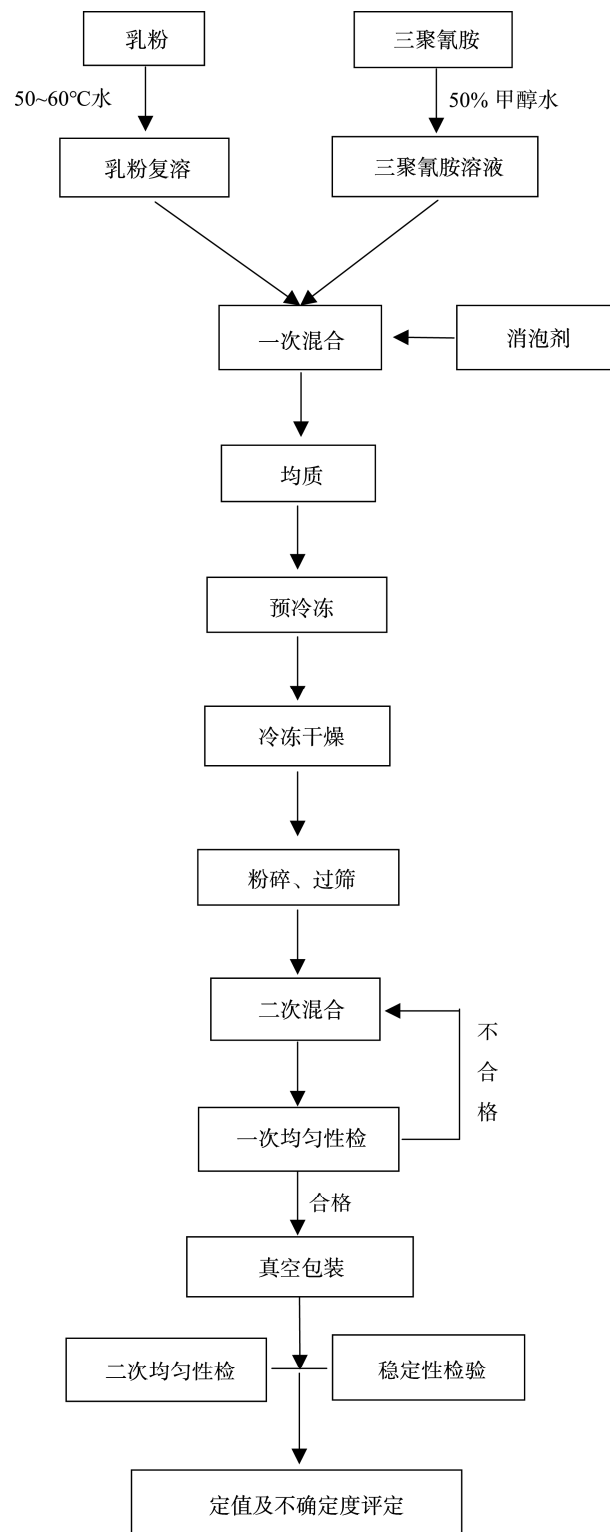 乳粉
三聚氰胺
50~60℃水
50% 甲醇水
乳粉复溶
三聚氰胺溶液
一次混合
消泡剂
均质
预冷冻
冷冻干燥
粉碎、过筛
二次混合
不合格
一次均匀性检
合格
真空包装
二次均匀性检
稳定性检验
定值及不确定度评定